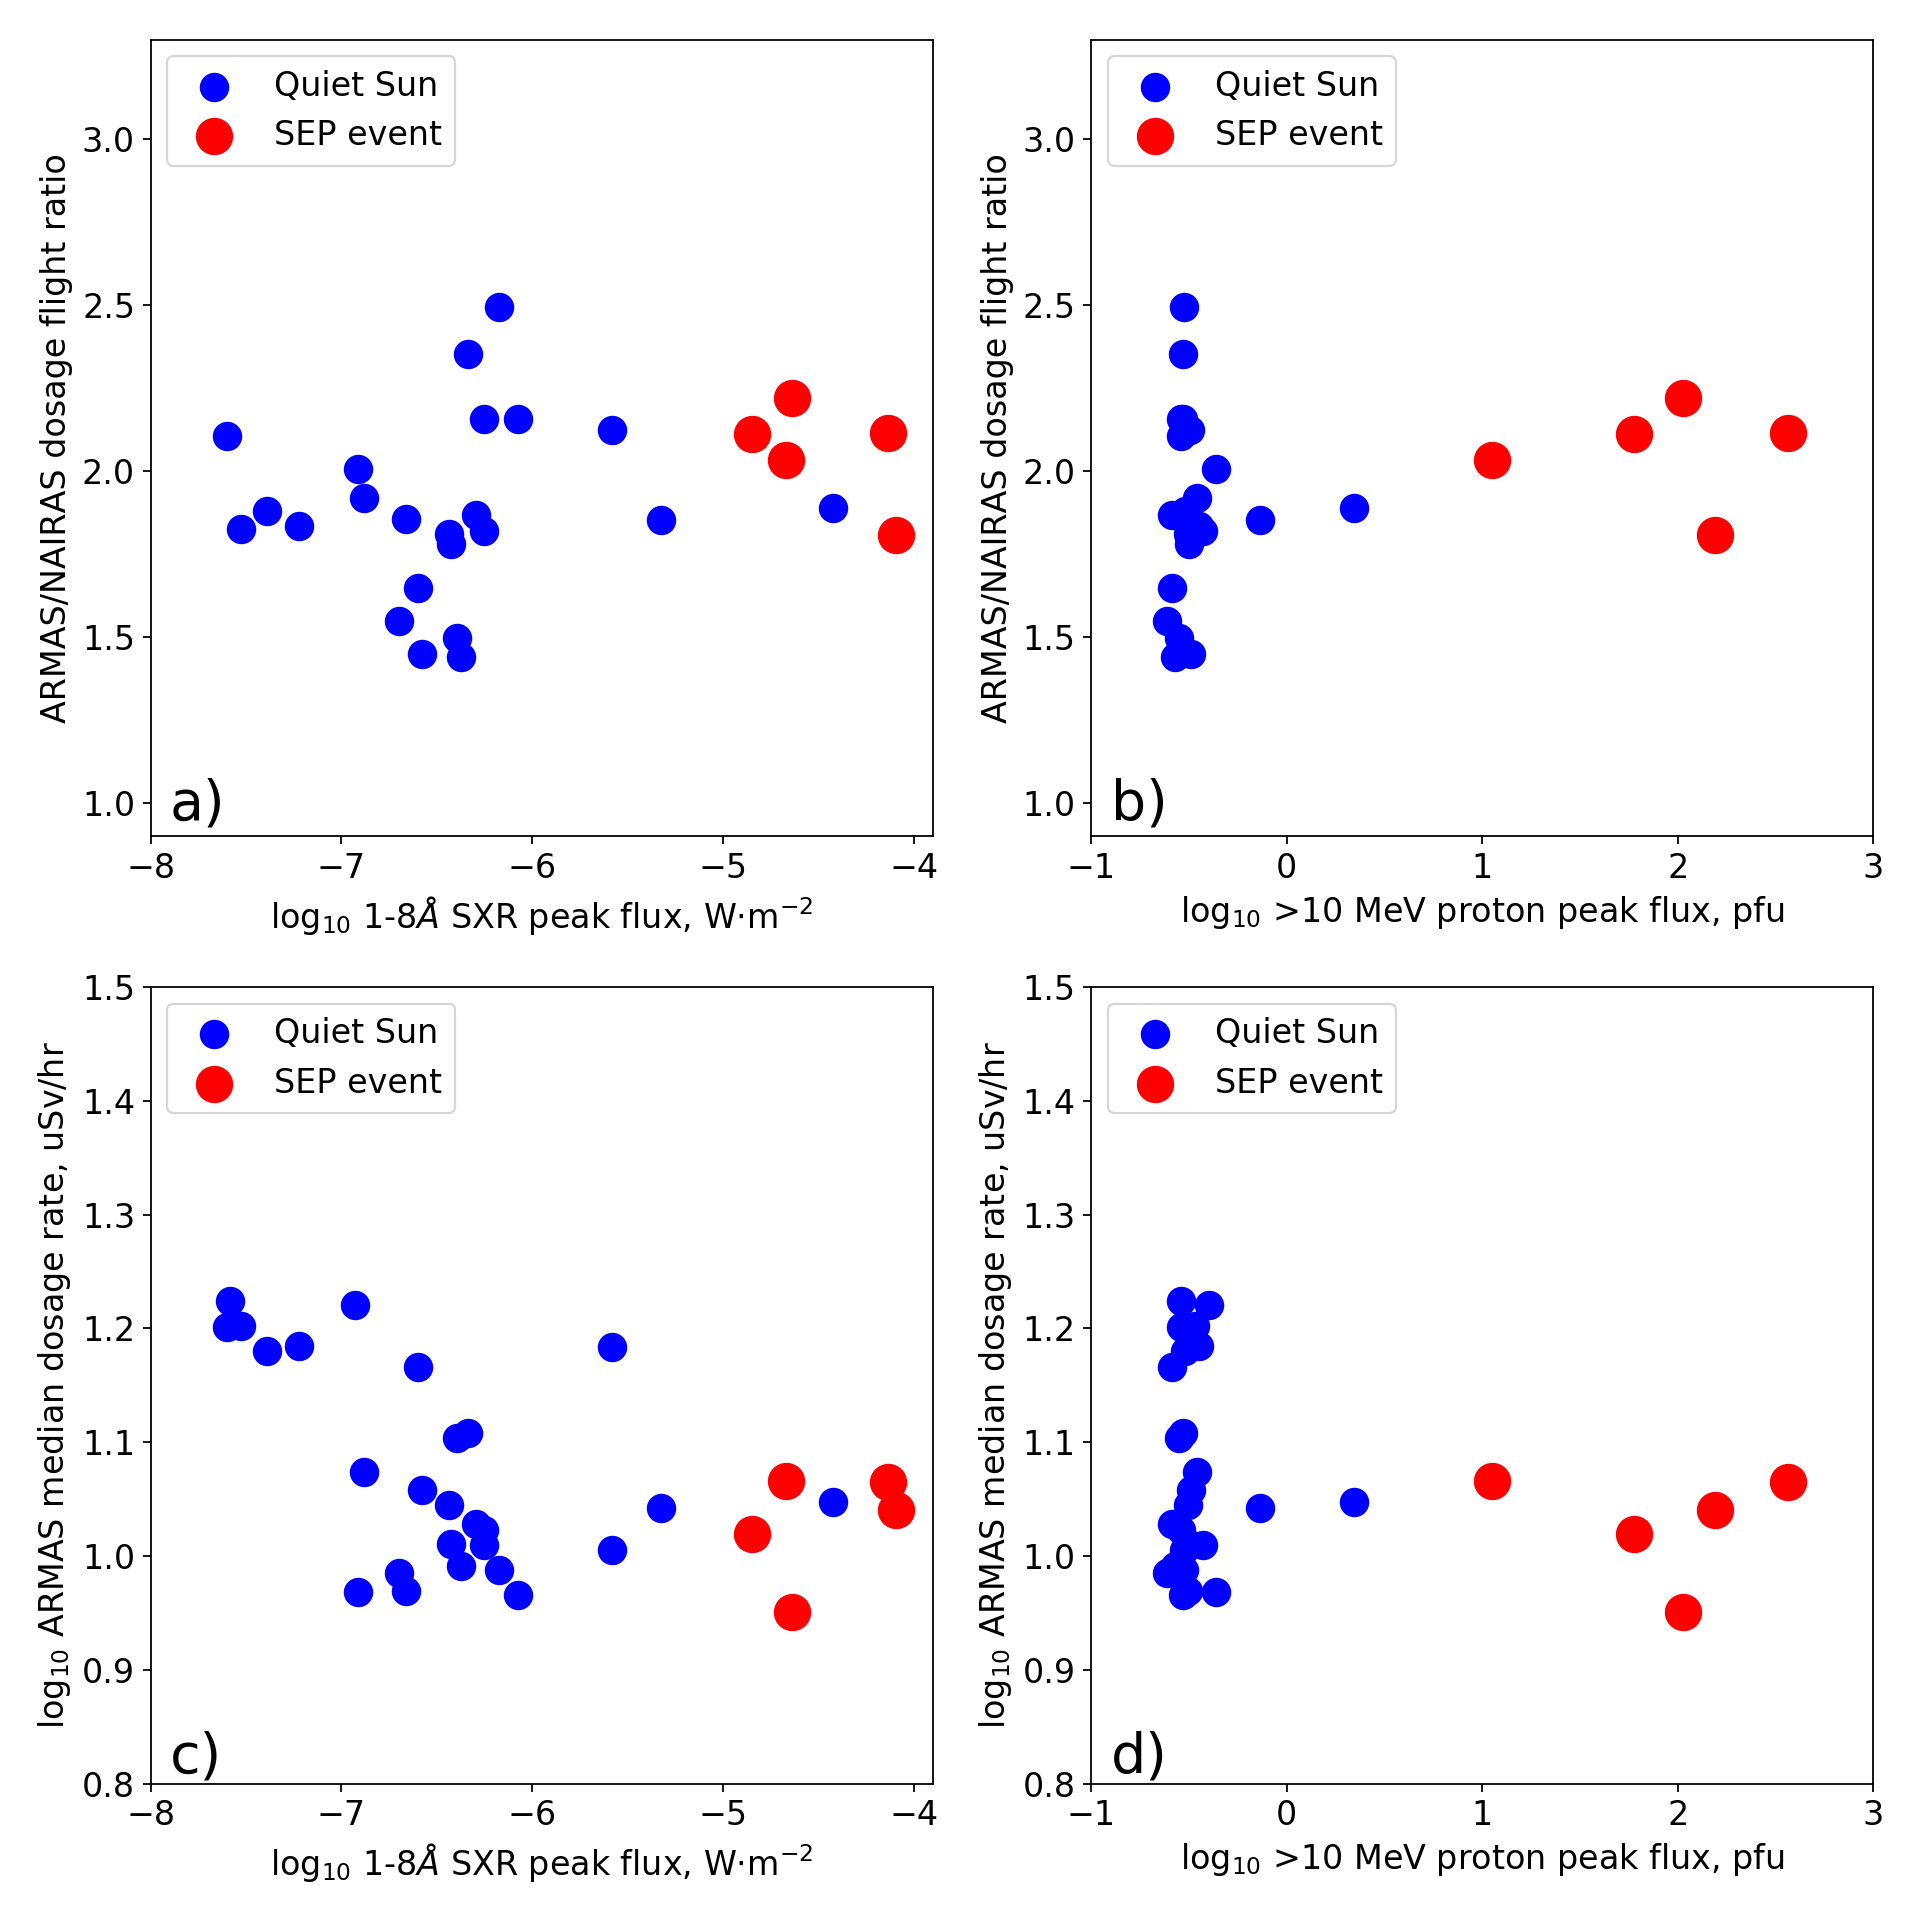 Quiet Sun
SEP event
3.0
2.5
2.0
1.5
1.0
ARMAS/NAIRAS dosage flight ratio
a)
−8
−7
−6
−5
−4
log₁₀ 1-8Å SXR peak flux, W·m⁻²
Quiet Sun
SEP event
3.0
2.5
2.0
1.5
1.0
ARMAS/NAIRAS dosage flight ratio
b)
−1
0
1
2
3
log₁₀ >10 MeV proton peak flux, pfu
Quiet Sun
SEP event
1.5
1.4
1.3
1.2
1.1
1.0
0.9
0.8
log₁₀ ARMAS median dosage rate, uSv/hr
c)
−8
−7
−6
−5
−4
log₁₀ 1-8Å SXR peak flux, W·m⁻²
Quiet Sun
SEP event
1.5
1.4
1.3
1.2
1.1
1.0
0.9
0.8
log₁₀ ARMAS median dosage rate, uSv/hr
d)
−1
0
1
2
3
log₁₀ >10 MeV proton peak flux, pfu